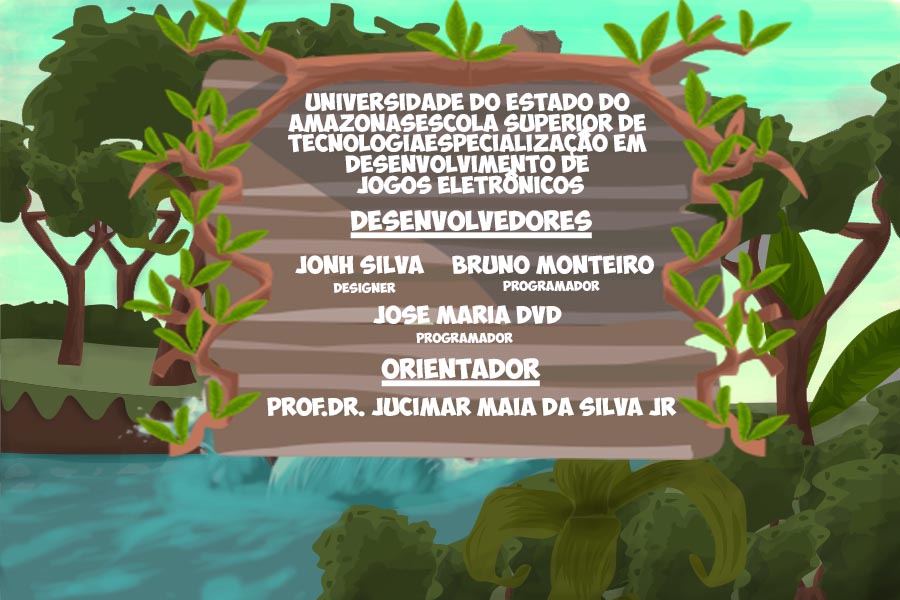 UNIVERSIDADE DO ESTADO DO
AMAZONASESCOLA SUPERIOR DE
TECNOLOGIAESPECIALIZAÇÃO EM
DESENVOLVIMENTO DE
JOGOS ELETRÔNICOS
DESENVOLVEDORES
JONH SILVA BRUNO MONTEIRO
DESIGNER PROGRAMADOR
JOSE MARIA DVD
PROGRAMADOR
ORIENTADOR
PROF.DR. JUCIMAR MAIA DA SILVA JR